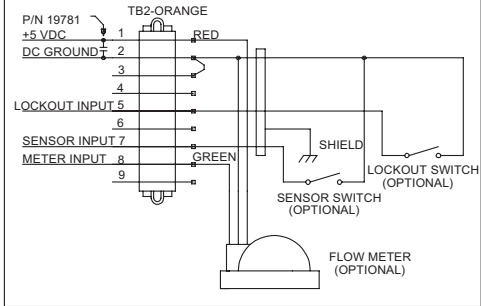 TB2-ORANGE
P/N 19781
+5 VDC 1 RED
DC GROUND 2
3
4
LOCKOUT INPUT 5
6
SENSOR INPUT 7
METER INPUT 8 GREEN
9
SHIELD
LOCKOUT SWITCH
(OPTIONAL)
SENSOR SWITCH
(OPTIONAL)
FLOW METER
(OPTIONAL)